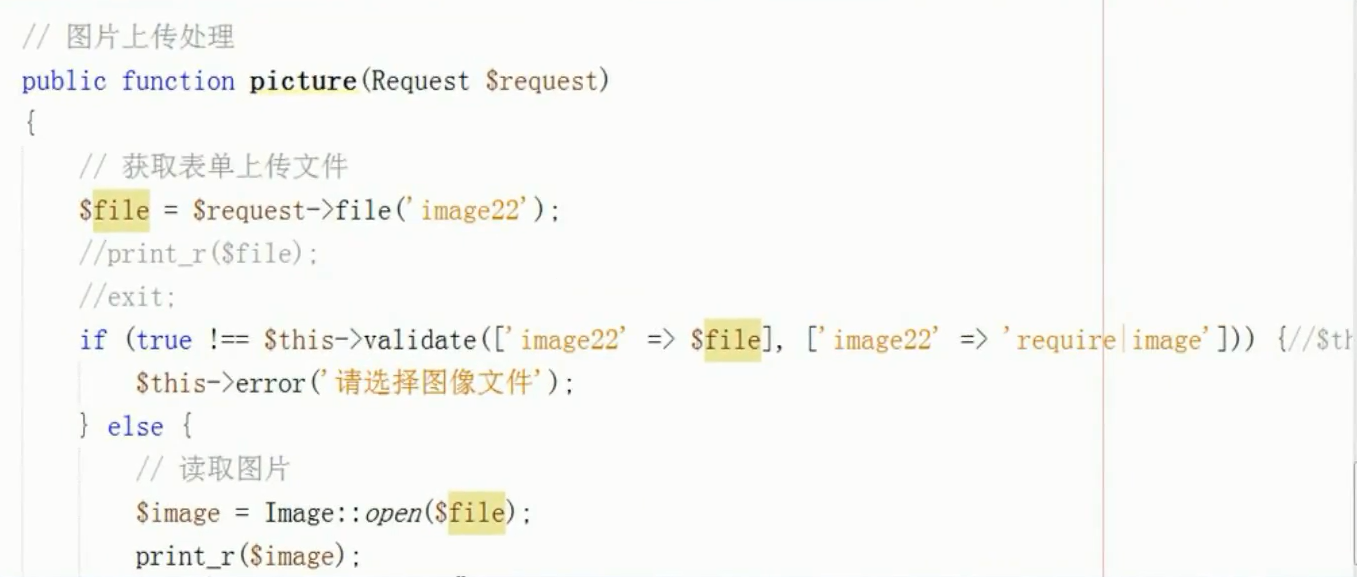 // 图片上传处理
public function picture(Request $request)
{
// 获取表单上传文件
$file = $request->file('image22');
//print_r($file);
//exit;
if (true !== $this->validate(['image22' => $file], ['image22' => 'require|image'])) {//$th
$this->error('请选择图像文件');
} else {
// 读取图片
$image = Image::open($file);
print_r($image);